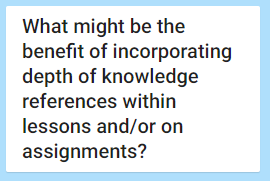 What might be the
benefit of incorporating
depth of knowledge
references within
lessons and/or on
assignments?